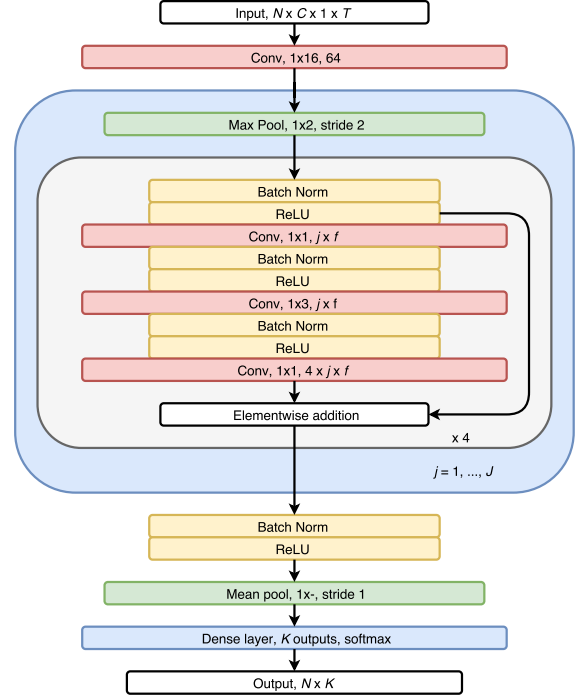 Input, N x C x 1 x T
Conv, 1x16, 64
Max Pool, 1x2, stride 2
Batch Norm
ReLU
Conv, 1x1, j x f
Batch Norm
ReLU
Conv, 1x3, j x f
Batch Norm
ReLU
Conv, 1x1, 4 x j x f
Elementwise addition
x 4
j = 1, ..., J
Batch Norm
ReLU
Mean pool, 1x-, stride 1
Dense layer, K outputs, softmax
Output, N x K